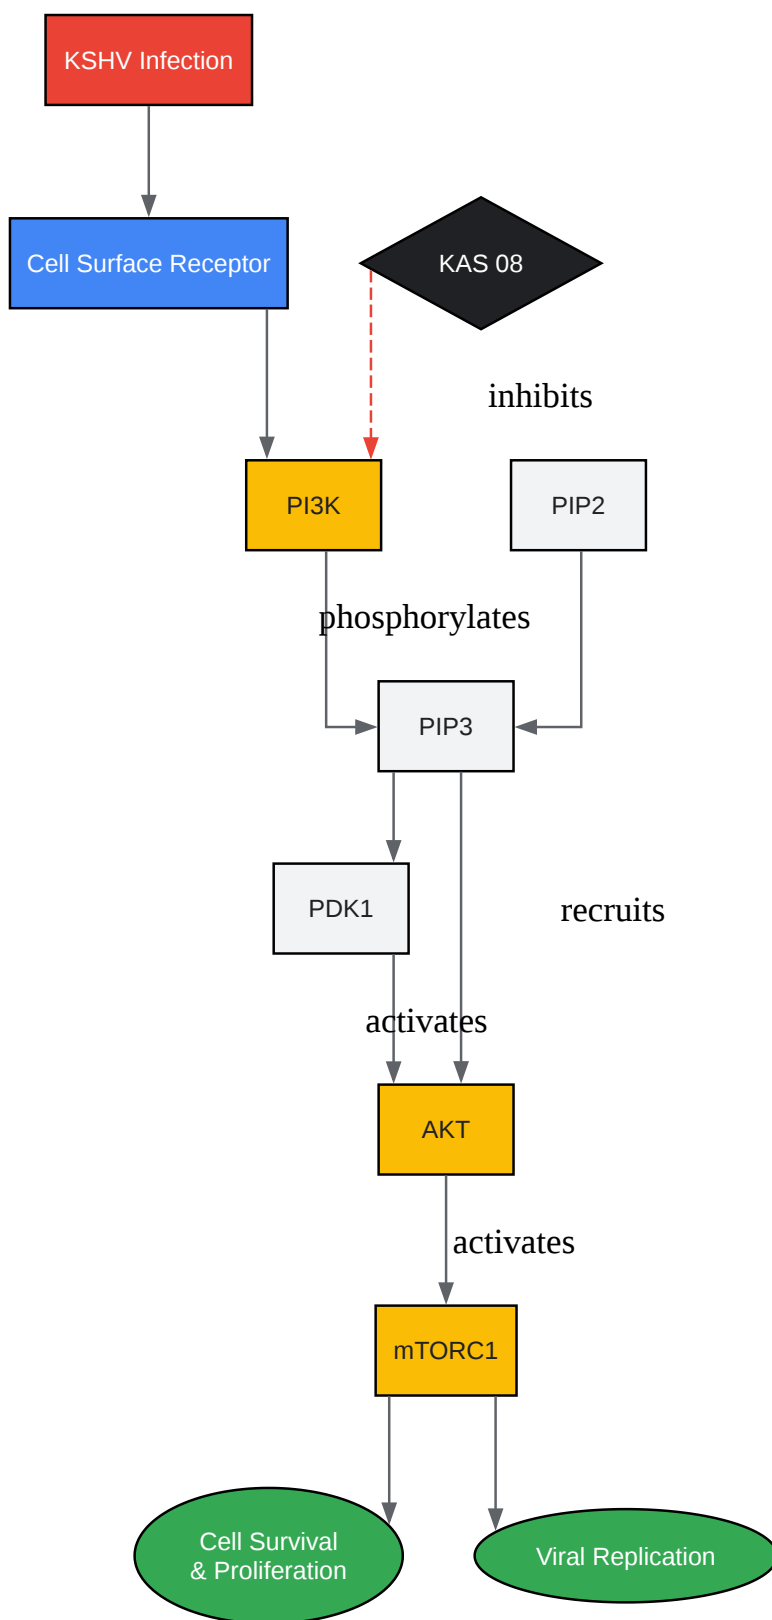 KSHV Infection
Cell Surface Receptor
KAS 08
inhibits
PI3K
PIP2
phosphorylates
PIP3
PDK1
recruits
activates
AKT
activates
mTORC1
Cell Survival
& Proliferation
Viral Replication